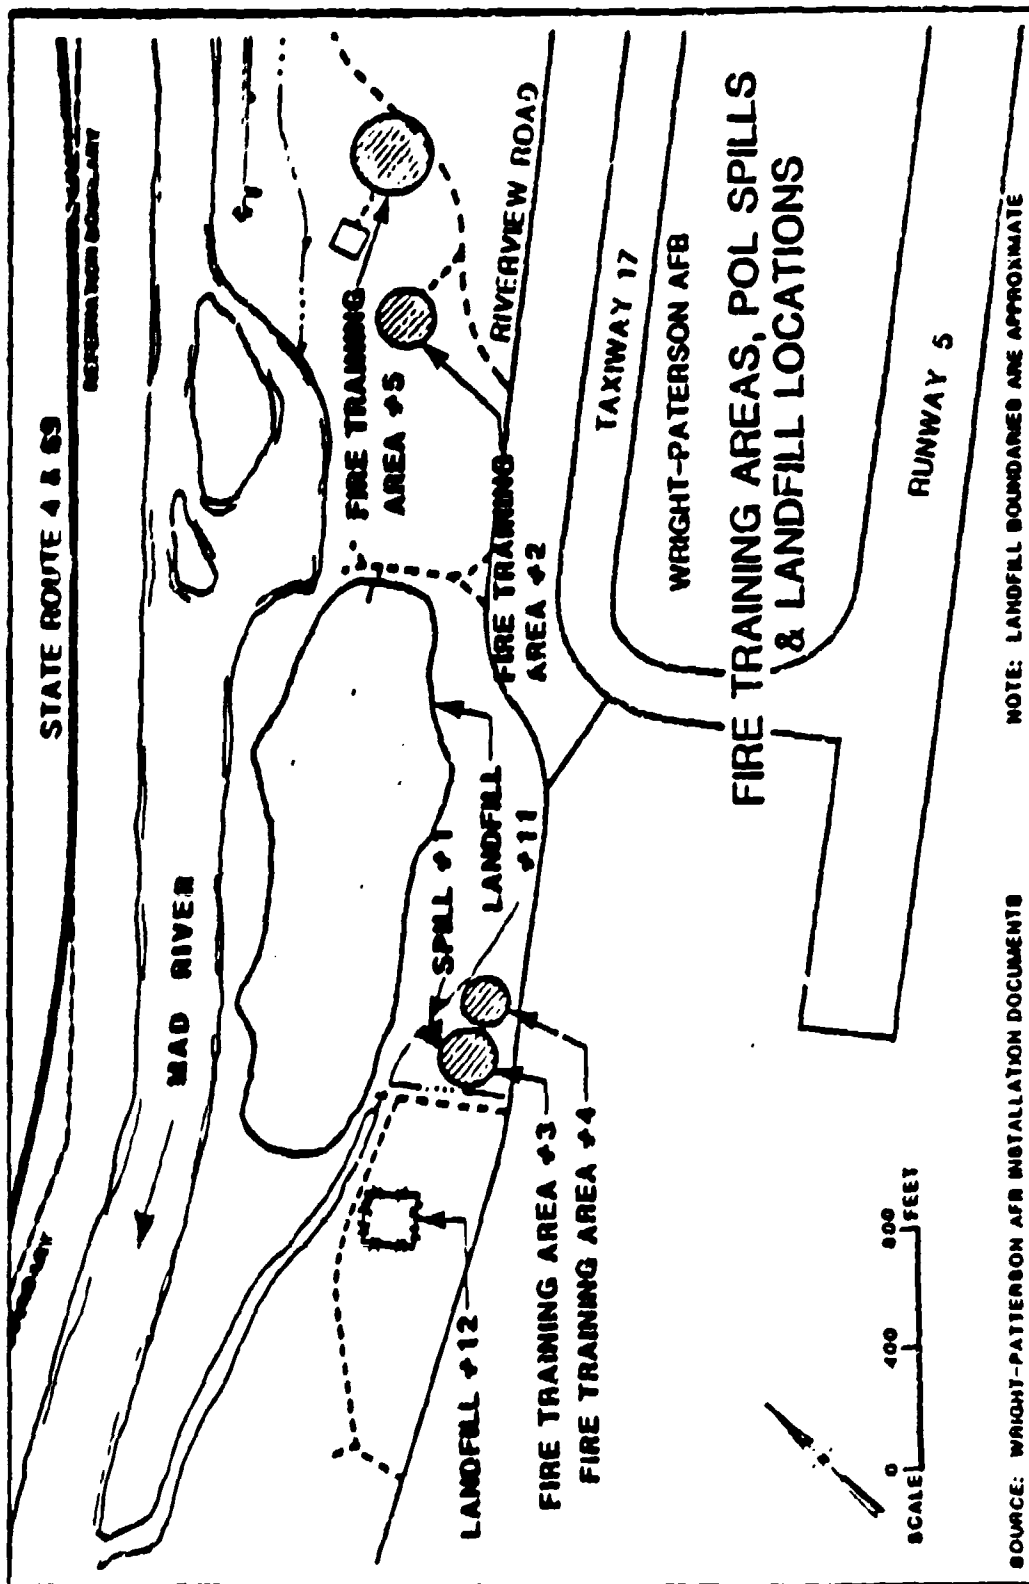 STATE ROUTE 4 & 69
RESERVATION BOUNDARY
MAD RIVER
FIRE TRAINING
AREA #5
RIVERVIEW ROAD
FIRE TRAINING
AREA #2
TAXIWAY 17
WRIGHT-PATERSON AFB
FIRE TRAINING AREAS, POL SPILLS
& LANDFILL LOCATIONS
RUNWAY 5
SPILL #1
LANDFILL
#11
LANDFILL #12
FIRE TRAINING AREA #3
FIRE TRAINING AREA #4
SCALE
0 400 800
FEET
SOURCE: WRIGHT-PATTERSON AFB INSTALLATION DOCUMENTS
NOTE: LANDFILL BOUNDARIES ARE APPROXIMATE